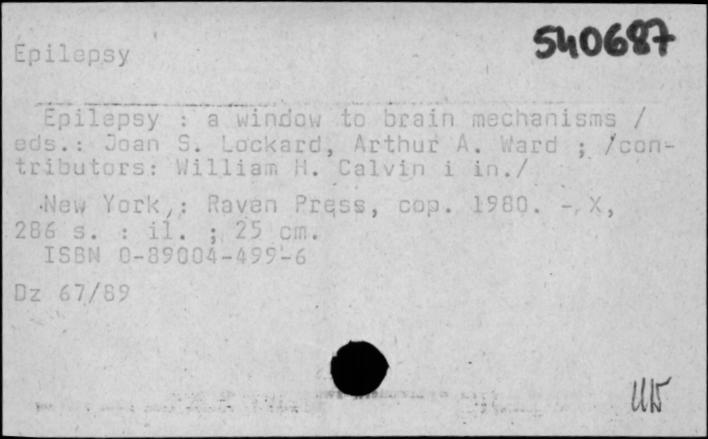 540687
Epilepsy
Epilepsy : a window to brain mechanisms /
eds.: Joan S. Lockard, Arthur A. Ward ; /con-
tributors: William H. Calvin i in./
New York,: Raven Press, cop. 1980. -, X,
286 s. : il. ; 25 cm.
ISBN 0-89004-499-6
Dz 67/89